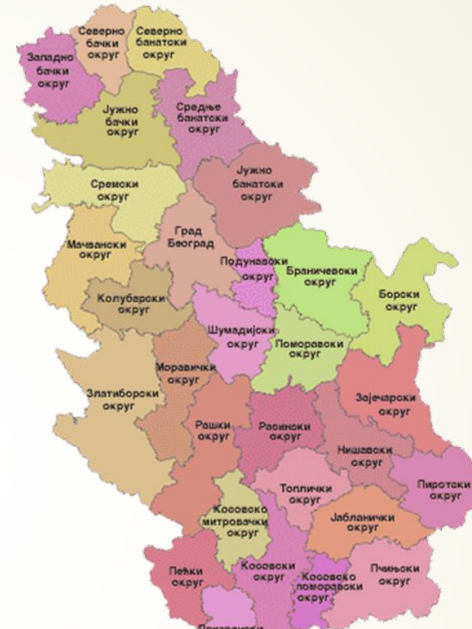 Северно
бачки
округ
Северно
банатски
округ
Западно
бачки
округ
Јужно
бачки
округ
Средње
банатски
округ
Сремски
округ
Јужно
банатски
округ
Мачвански
округ
Град
Београд
Подунавски
округ
Браничевски
округ
Борски
округ
Колубарски
округ
Шумадијски
округ
Поморавски
округ
Златиборски
округ
Моравички
округ
Зајечарски
округ
Рашки
округ
Расински
округ
Нишавски
округ
Пиротски
округ
Топлички
округ
Јабланички
округ
Косовско
митровачки
округ
Пећки
округ
Косовски
округ
Косовско
поморавски
округ
Пчињски
округ